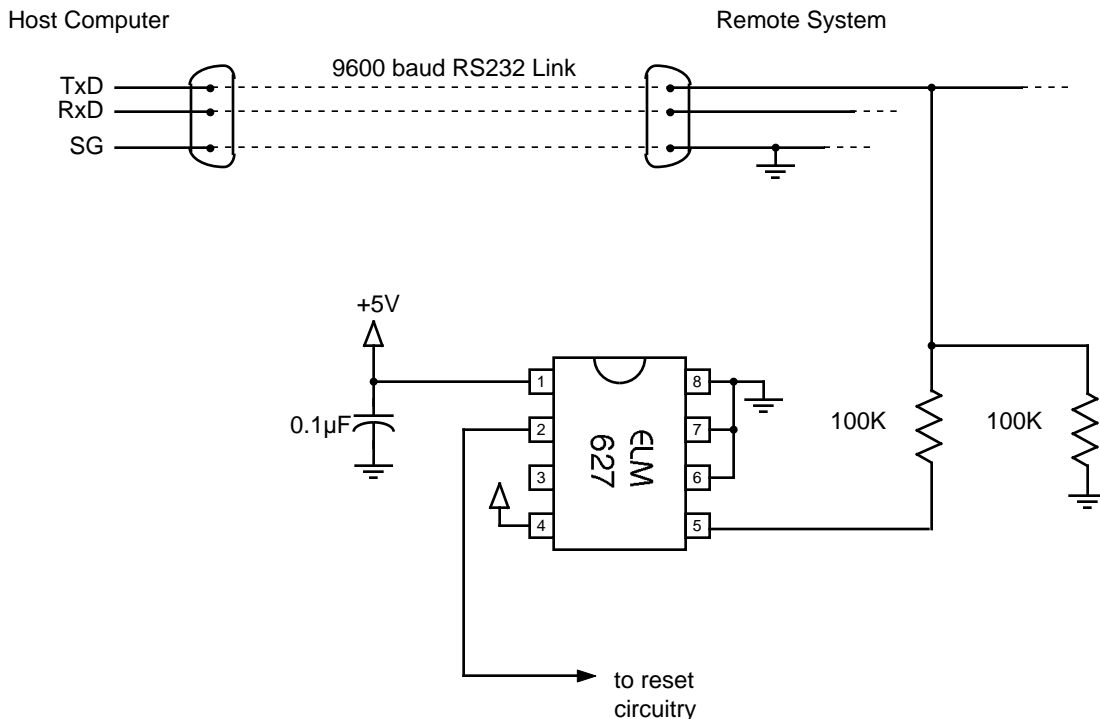 Host Computer
Remote System
9600 baud RS232 Link
TxD
RxD
SG
+5V
0.1µF
1
2
3
4
8
7
6
5
ELM
627
100K
100K
to reset
circuitry